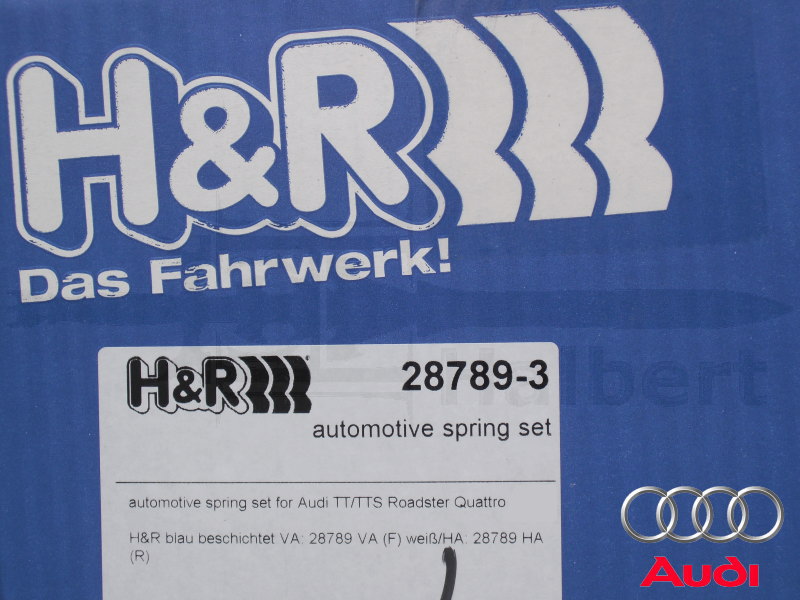 H&R
Das Fahrwerk!
H&R
28789-3
automotive spring set
automotive spring set for Audi TT/TTS Roadster Quattro
H&R blau beschichtet VA: 28789 VA (F) weiß/HA: 28789 HA
(R)
Halbert
Audi